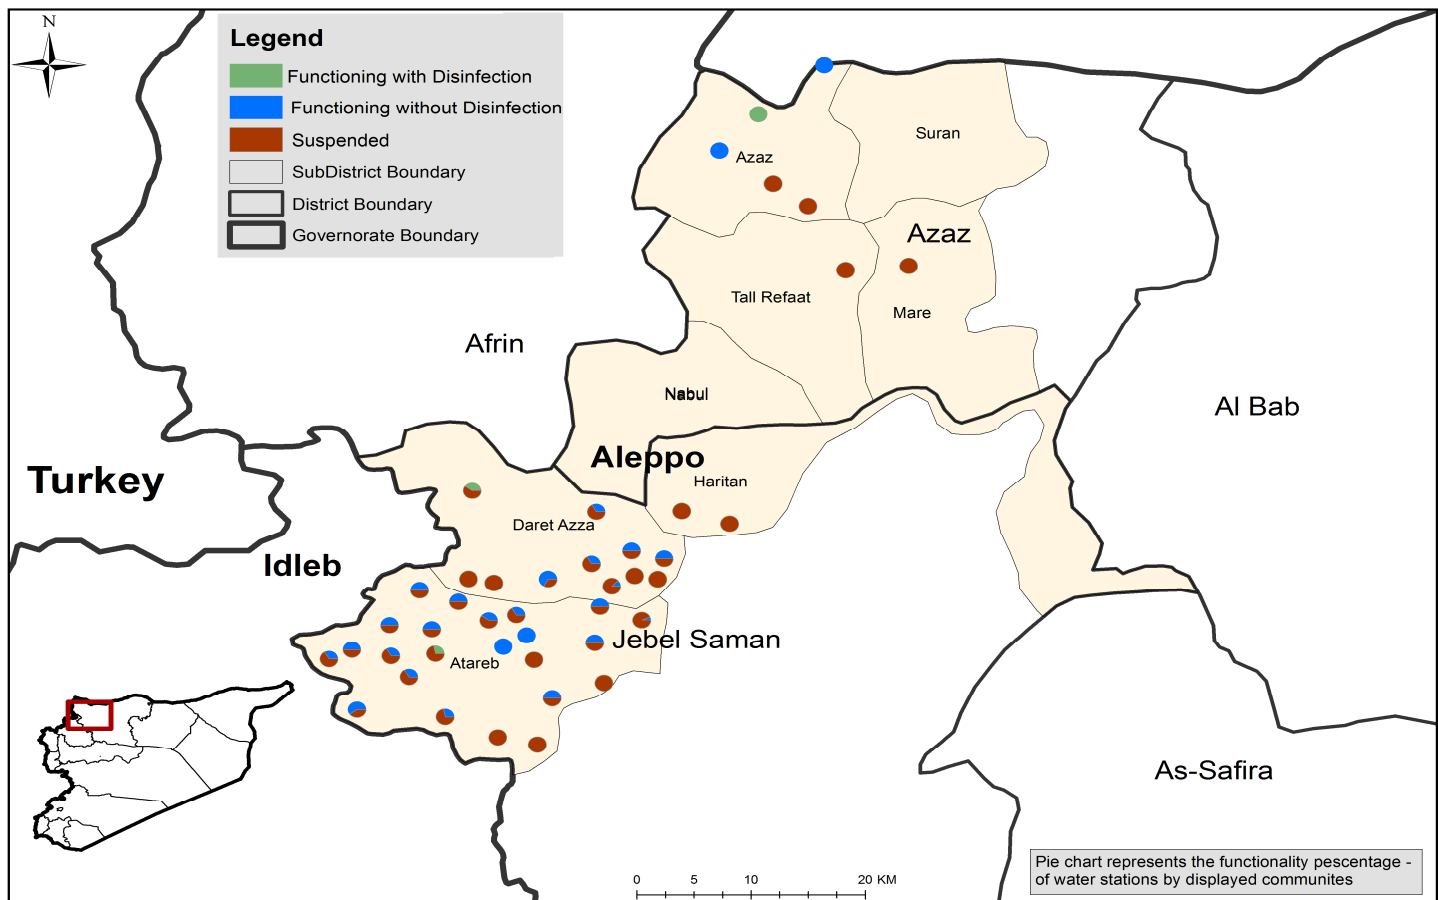 N
Legend
Functioning with Disinfection
Functioning without Disinfection
Suspended
SubDistrict Boundary
District Boundary
Governorate Boundary
Suran
Azaz
Azaz
Tall Refaat
Mare
Afrin
Nabul
Al Bab
Aleppo
Turkey
Haritan
Daret Azza
Idleb
Jebel Saman
Atareb
As-Safira
Pie chart represents the functionality pescentage -
of water stations by displayed communites
0 5 10 20 KM